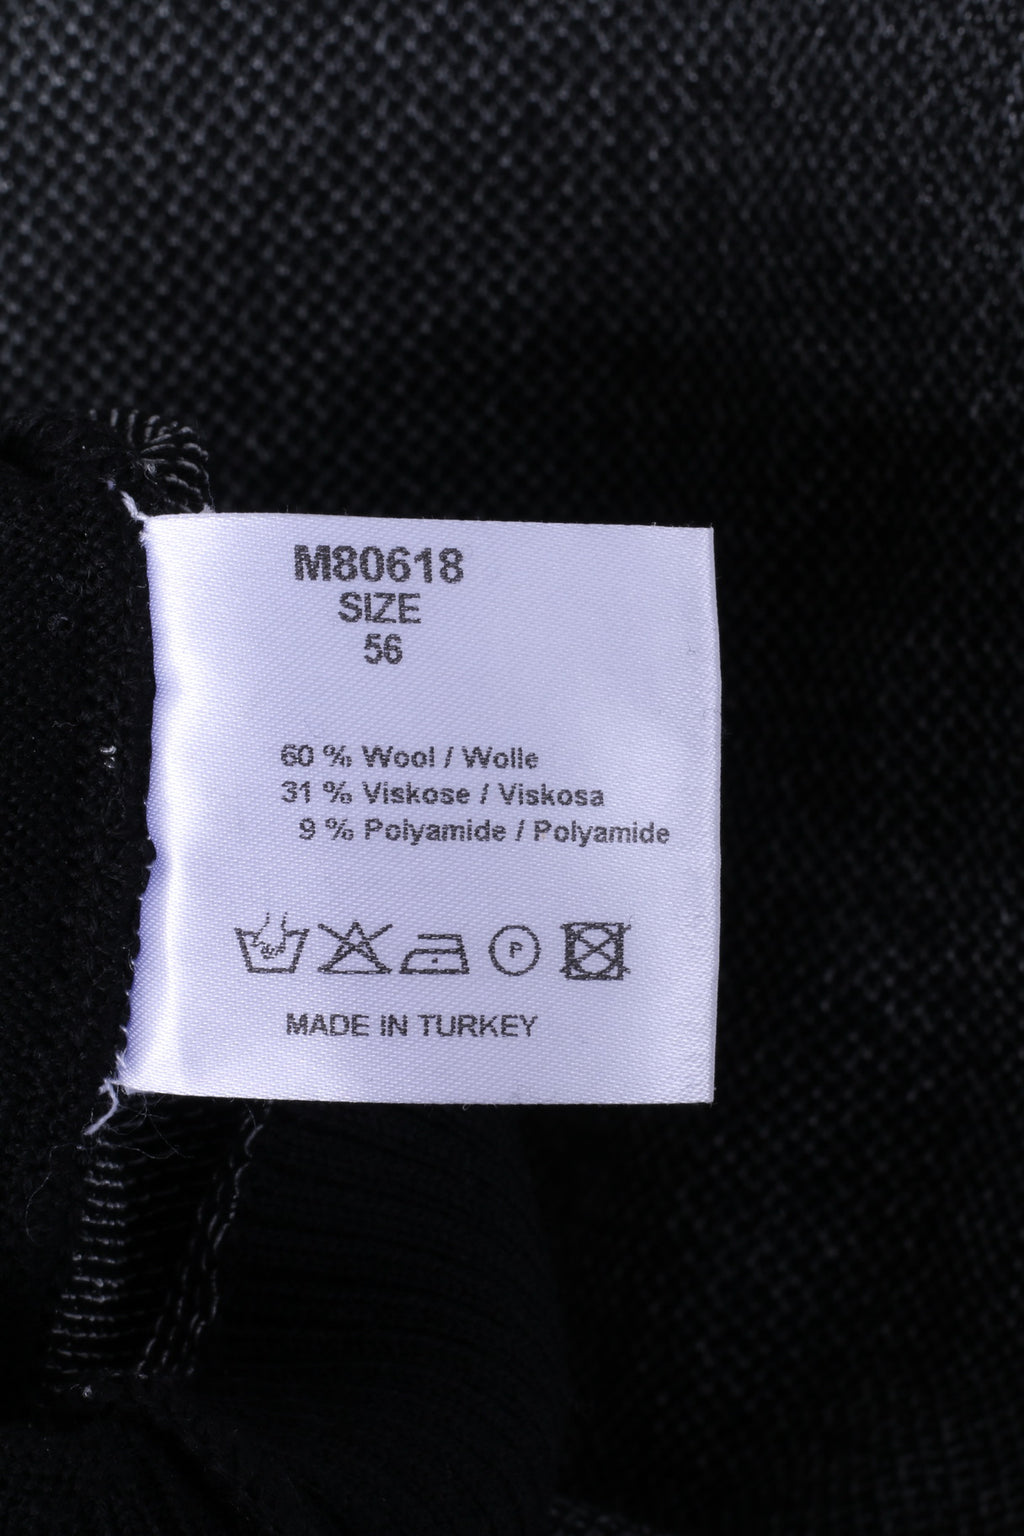 M80618
SIZE
56
60 % Wool / Wolle
31 % Viskose / Viskosa
9 % Polyamide / Polyamide
P
MADE IN TURKEY